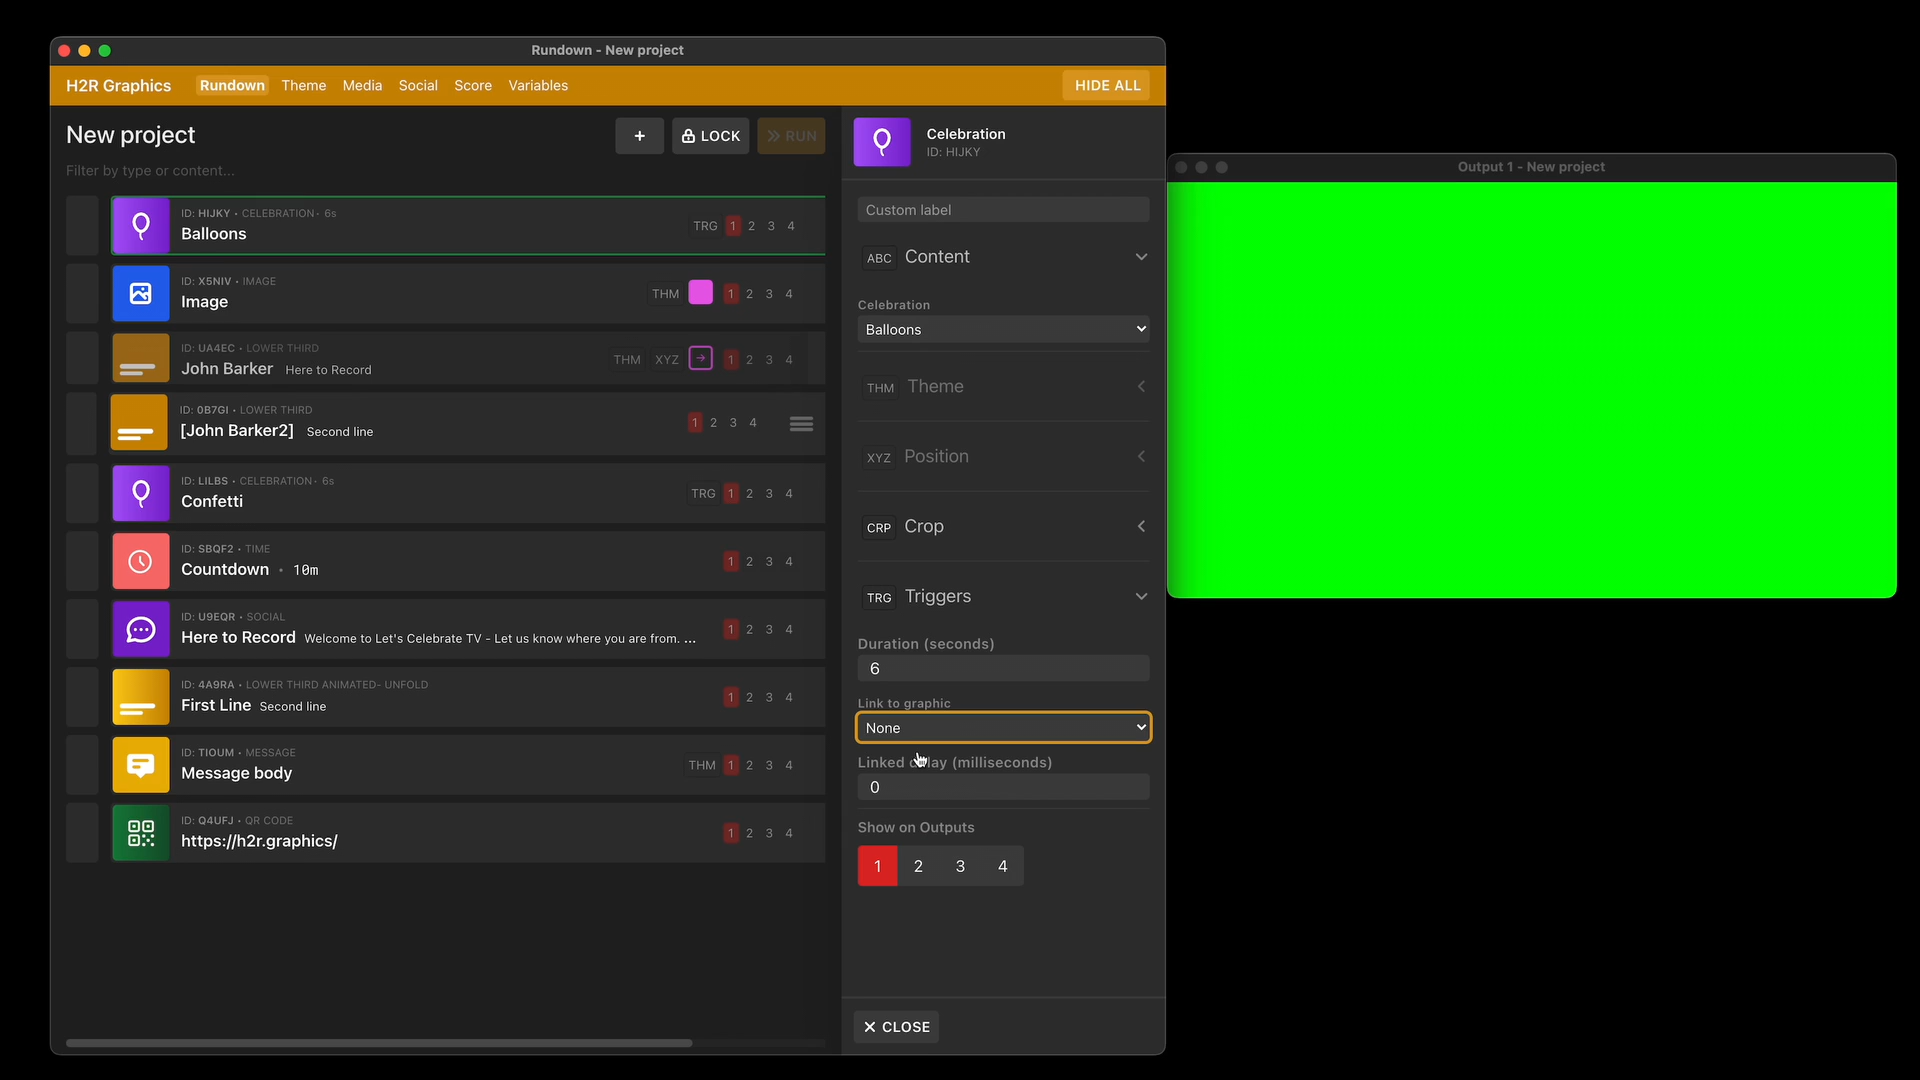 Rundown - New project
H2R Graphics Rundown Theme Media Social Score Variables HIDE ALL
New project + LOCK RUN
Filter by type or content...
ID: HIJKY • CELEBRATION • 6s
Balloons
TRG 1 2 3 4
ID: X5NIV • IMAGE
Image
THM 1 2 3 4
ID: UA4EC • LOWER THIRD
John Barker Here to Record
THM XYZ 1 2 3 4
ID: 0B7GI • LOWER THIRD
[John Barker2] Second line
1 2 3 4
ID: LILBS • CELEBRATION • 6s
Confetti
TRG 1 2 3 4
ID: SBQF2 • TIME
Countdown • 10m
1 2 3 4
ID: U9EQR • SOCIAL
Here to Record Welcome to Let's Celebrate TV - Let us know where you are from. ...
1 2 3 4
ID: 4A9RA • LOWER THIRD ANIMATED- UNFOLD
First Line Second line
1 2 3 4
ID: TIOUM • MESSAGE
Message body
THM 1 2 3 4
ID: Q4UFJ • QR CODE
https://h2r.graphics/
1 2 3 4
Celebration
ID: HIJKY
Custom label
ABC Content
Celebration
Balloons
THM Theme
XYZ Position
CRP Crop
TRG Triggers
Duration (seconds)
6
Link to graphic
None
Linked delay (milliseconds)
0
Show on Outputs
1 2 3 4
CLOSE
Output 1 - New project